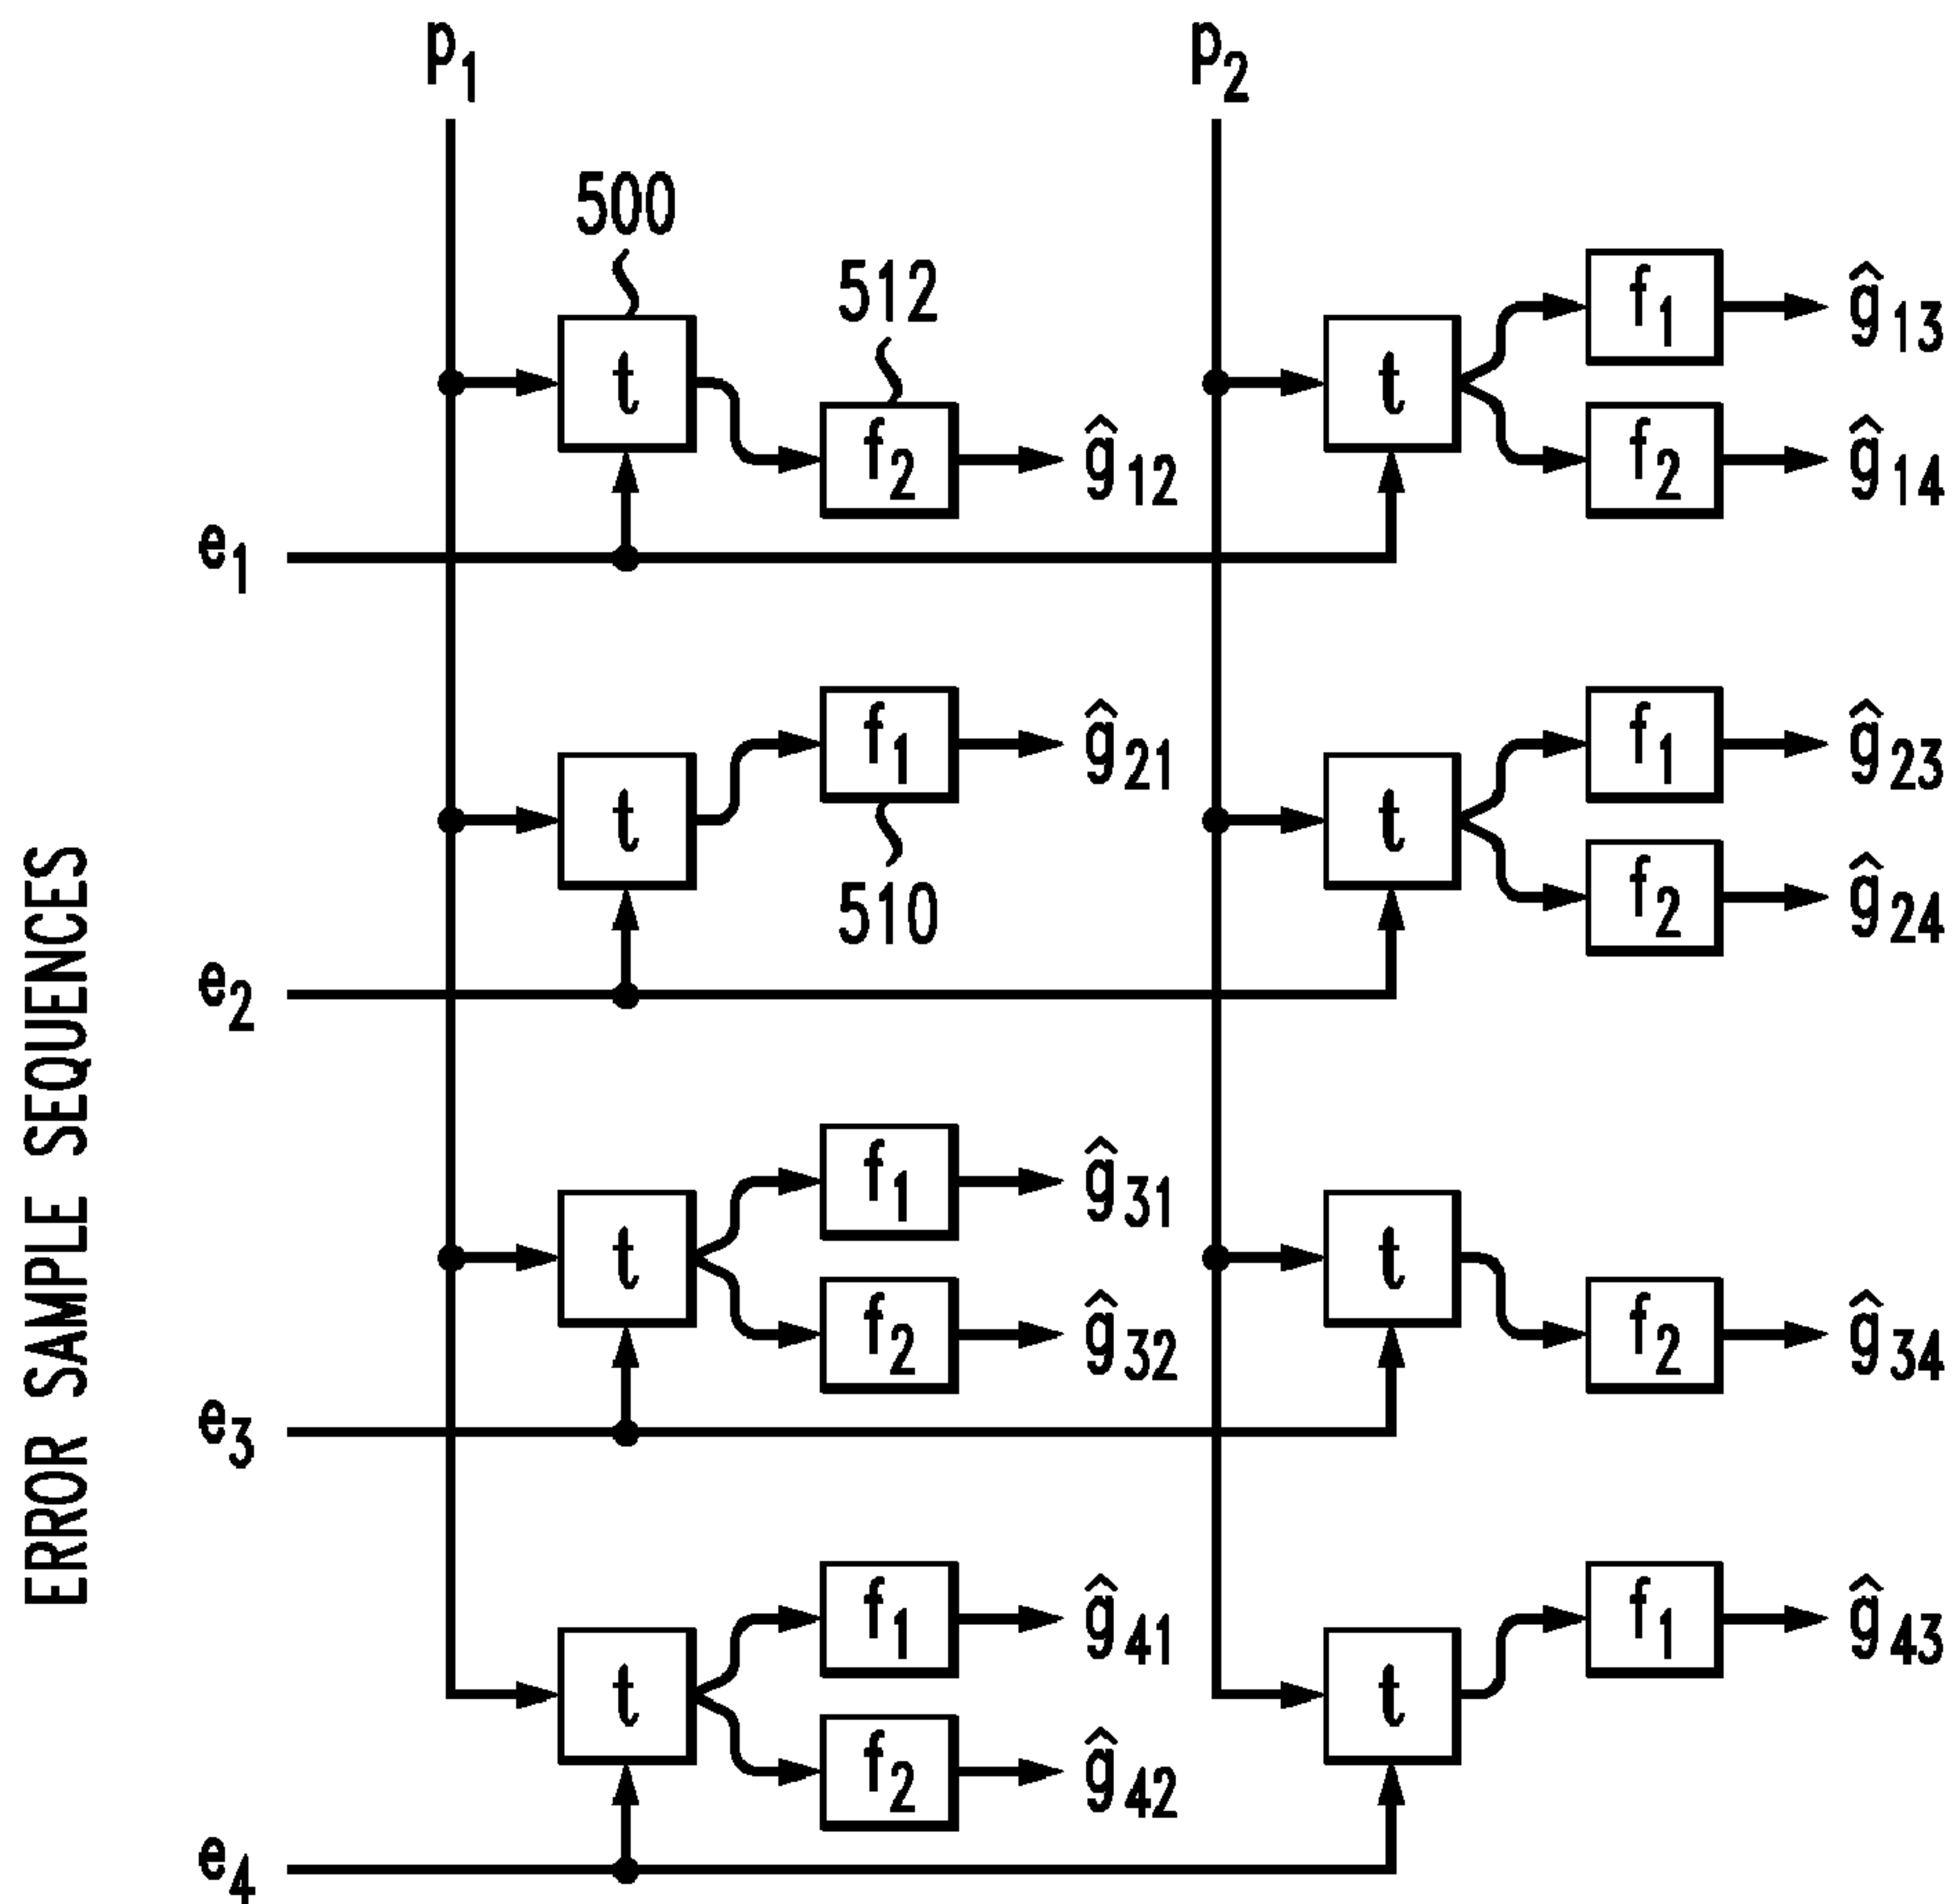 p1 p2
500
512
t f2 ĝ12
t f1 ĝ13
f2 ĝ14
e1
t f1 ĝ21
510
t f1 ĝ23
f2 ĝ24
e2
t f1 ĝ31
f2 ĝ32
t f2 ĝ34
e3
t f1 ĝ41
f2 ĝ42
t f1 ĝ43
e4
ERROR SAMPLE SEQUENCES